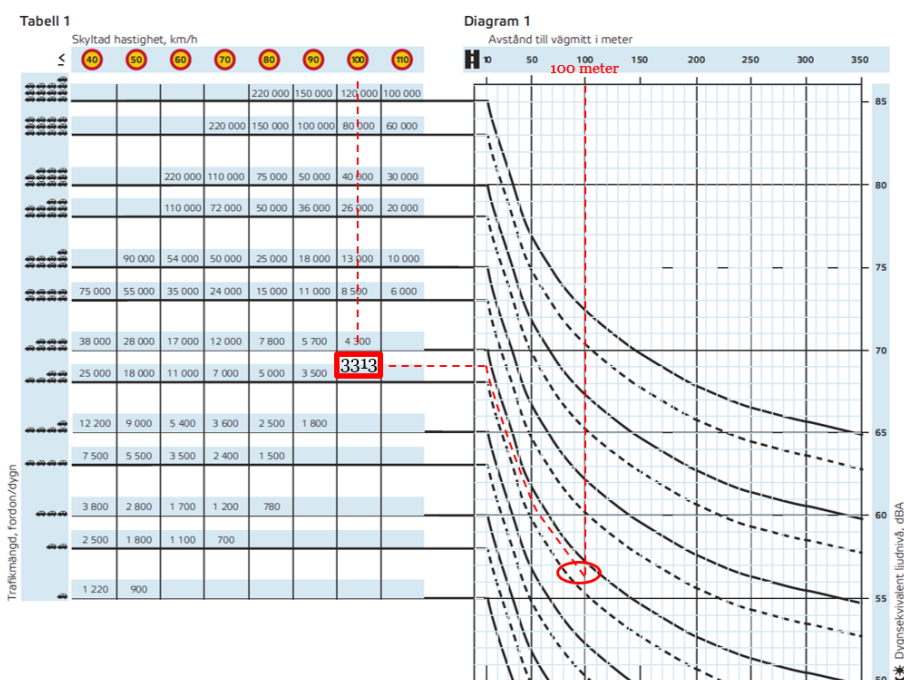 Tabell 1
Diagram 1
Skyltad hastighet, km/h
Avstånd till vägmitt i meter
≤ 40 50 60 70 80 90 100 110
10 50 100 150 200 250 300 350
100 meter
220 000 150 000 120 000 100 000
85
220 000 150 000 100 000 80 000 60 000
220 000 110 000 75 000 50 000 40 000 30 000
80
110 000 72 000 50 000 36 000 26 000 20 000
90 000 54 000 50 000 25 000 18 000 13 000 10 000
75
75 000 55 000 35 000 24 000 15 000 11 000 8 500 6 000
38 000 28 000 17 000 12 000 7 800 5 700 4 300
70
3313
25 000 18 000 11 000 7 000 5 000 3 500
12 200 9 000 5 400 3 600 2 500 1 800
65
7 500 5 500 3 500 2 400 1 500
3 800 2 800 1 700 1 200 780
60
2 500 1 800 1 100 700
1 220 900
55
50
Trafikmängd, fordon/dygn
Dygnsekvivalent ljudnivå, dBA